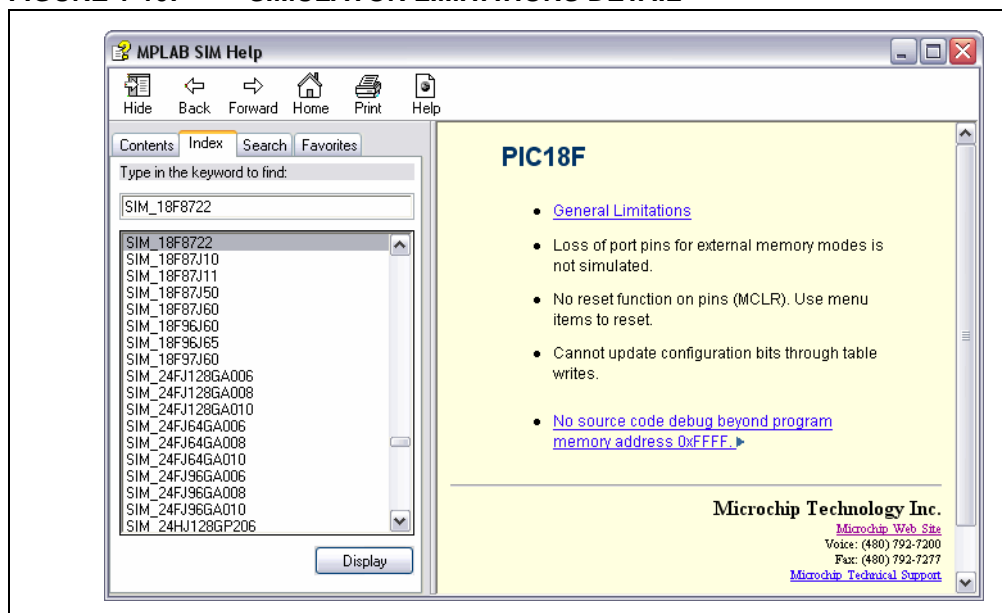 MPLAB SIM Help
Hide Back Forward Home Print Help
Contents Index Search Favorites
Type in the keyword to find:
SIM_18F8722
SIM_18F8722
SIM_18F87J10
SIM_18F87J11
SIM_18F87J50
SIM_18F87J60
SIM_18F96J60
SIM_18F96J65
SIM_18F97J60
SIM_24FJ128GA006
SIM_24FJ128GA008
SIM_24FJ128GA010
SIM_24FJ64GA006
SIM_24FJ64GA008
SIM_24FJ64GA010
SIM_24FJ96GA006
SIM_24FJ96GA008
SIM_24FJ96GA010
SIM_24HJ128GP206
Display
PIC18F
• General Limitations
• Loss of port pins for external memory modes is
not simulated.
• No reset function on pins (MCLR). Use menu
items to reset.
• Cannot update configuration bits through table
writes.
• No source code debug beyond program
memory address 0xFFFF.
Microchip Technology Inc.
Microchip Web Site
Voice: (480) 792-7200
Fax: (480) 792-7277
Microchip Technical Support